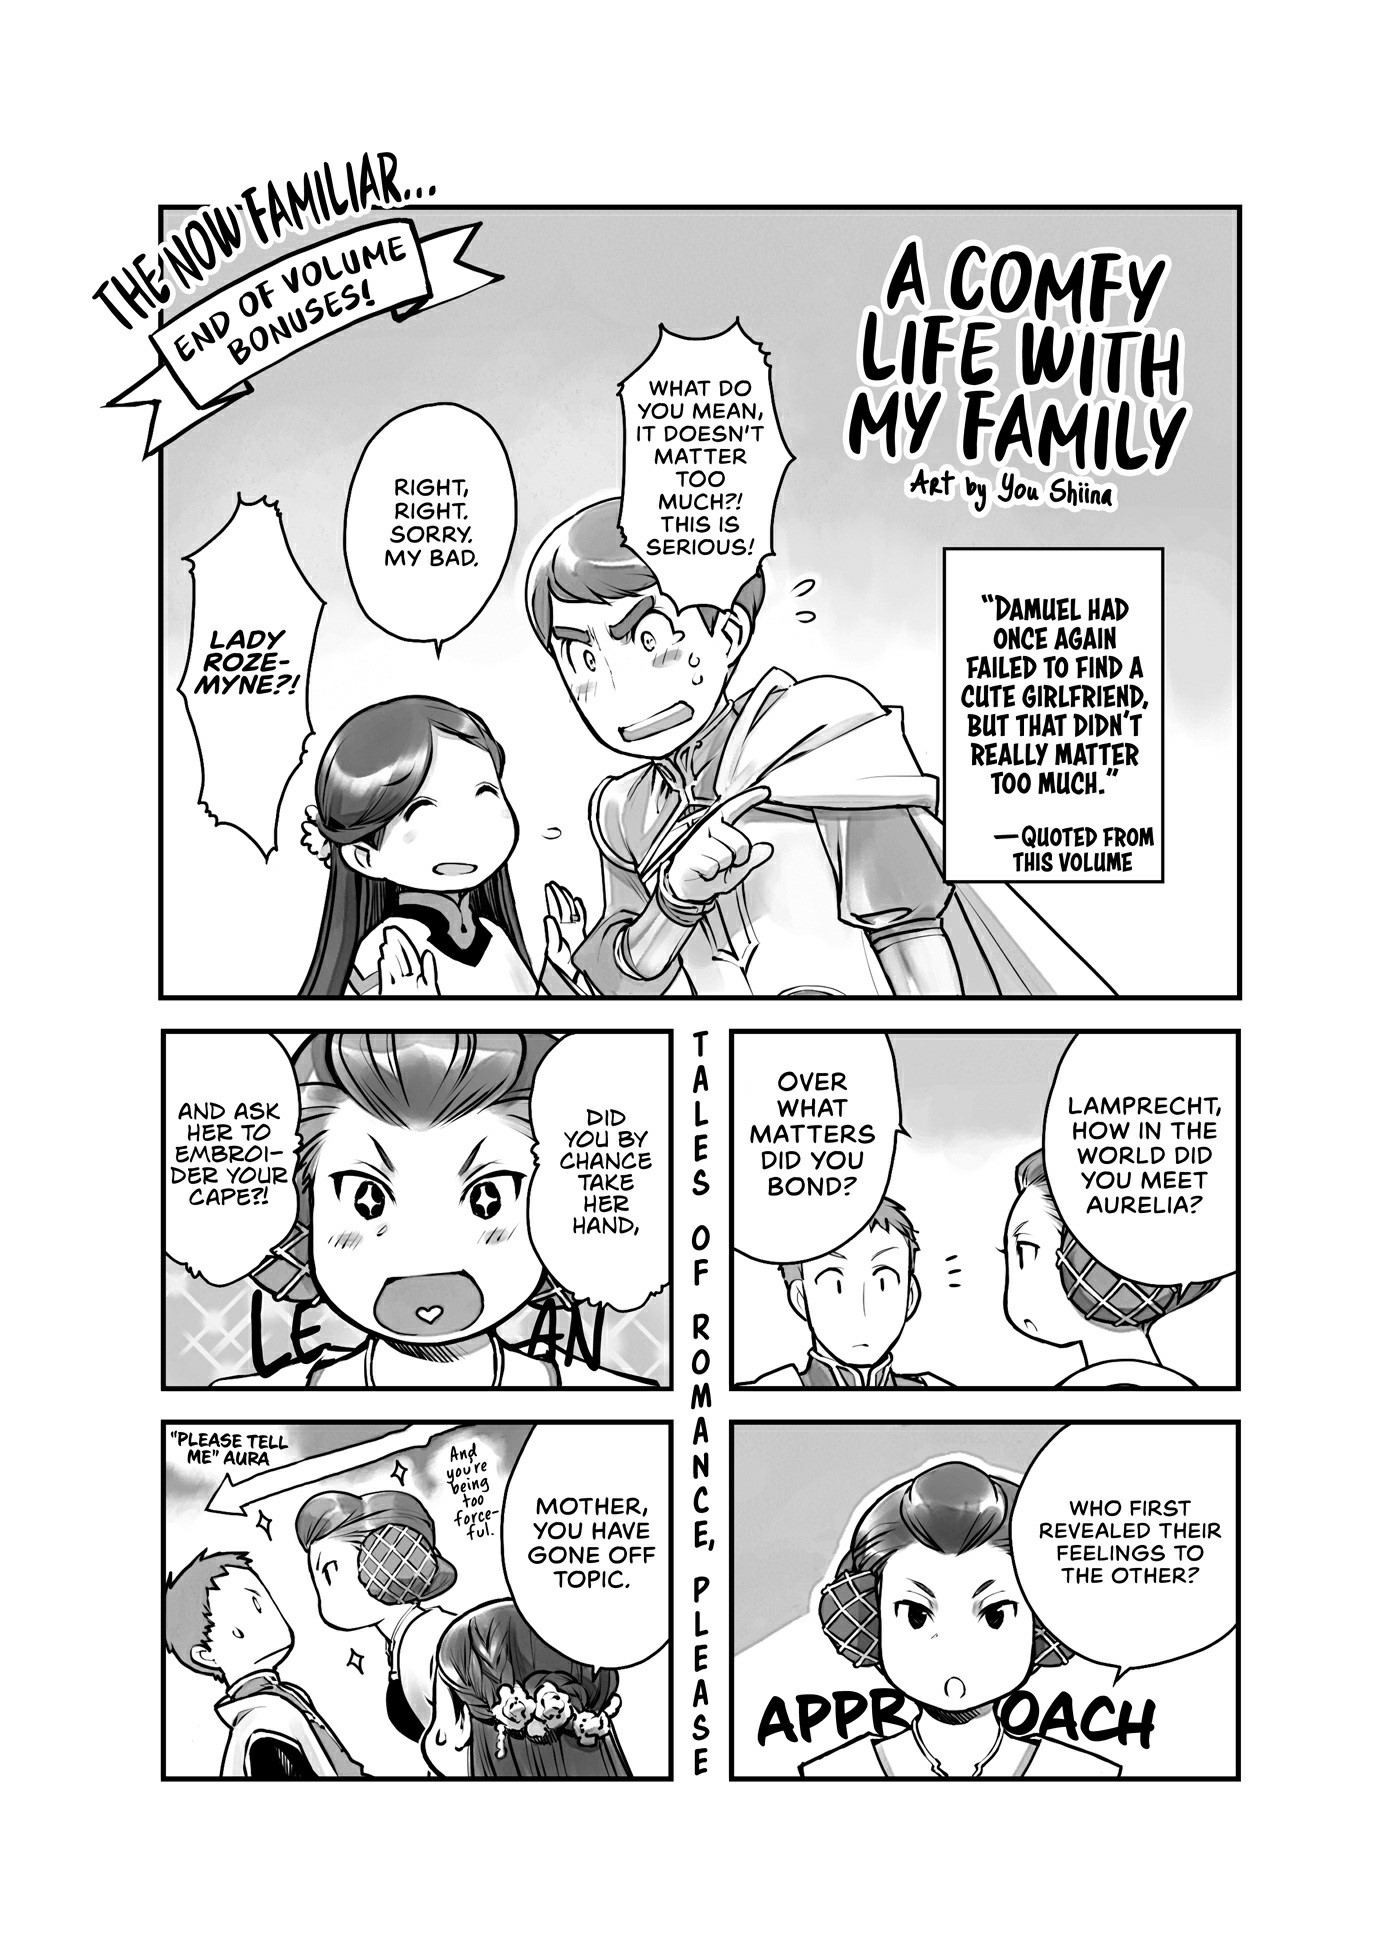 THE NOW FAMILIAR...
END OF VOLUME
BONUSES!
A COMFY
LIFE WITH
MY FAMILY
Art by You Shiina
WHAT DO
YOU MEAN,
IT DOESN'T
MATTER
TOO
MUCH?!
THIS IS
SERIOUS!
RIGHT,
RIGHT.
SORRY.
MY BAD.
LADY
ROZE-
MYNE?!
"DAMUEL HAD
ONCE AGAIN
FAILED TO FIND A
CUTE GIRLFRIEND,
BUT THAT DIDN'T
REALLY MATTER
TOO MUCH."
—QUOTED FROM
THIS VOLUME
TALES OF ROMANCE, PLEASE
LAMPRECHT,
HOW IN THE
WORLD DID
YOU MEET
AURELIA?
OVER
WHAT
MATTERS
DID YOU
BOND?
WHO FIRST
REVEALED THEIR
FEELINGS TO
THE OTHER?
APPR OACH
DID
YOU BY
CHANCE
TAKE
HER
HAND,
AND ASK
HER TO
EMBROI-
DER YOUR
CAPE?!
LE AN
MOTHER,
YOU HAVE
GONE OFF
TOPIC.
And
you're
being
too
force-
ful.
"PLEASE TELL
ME" AURA